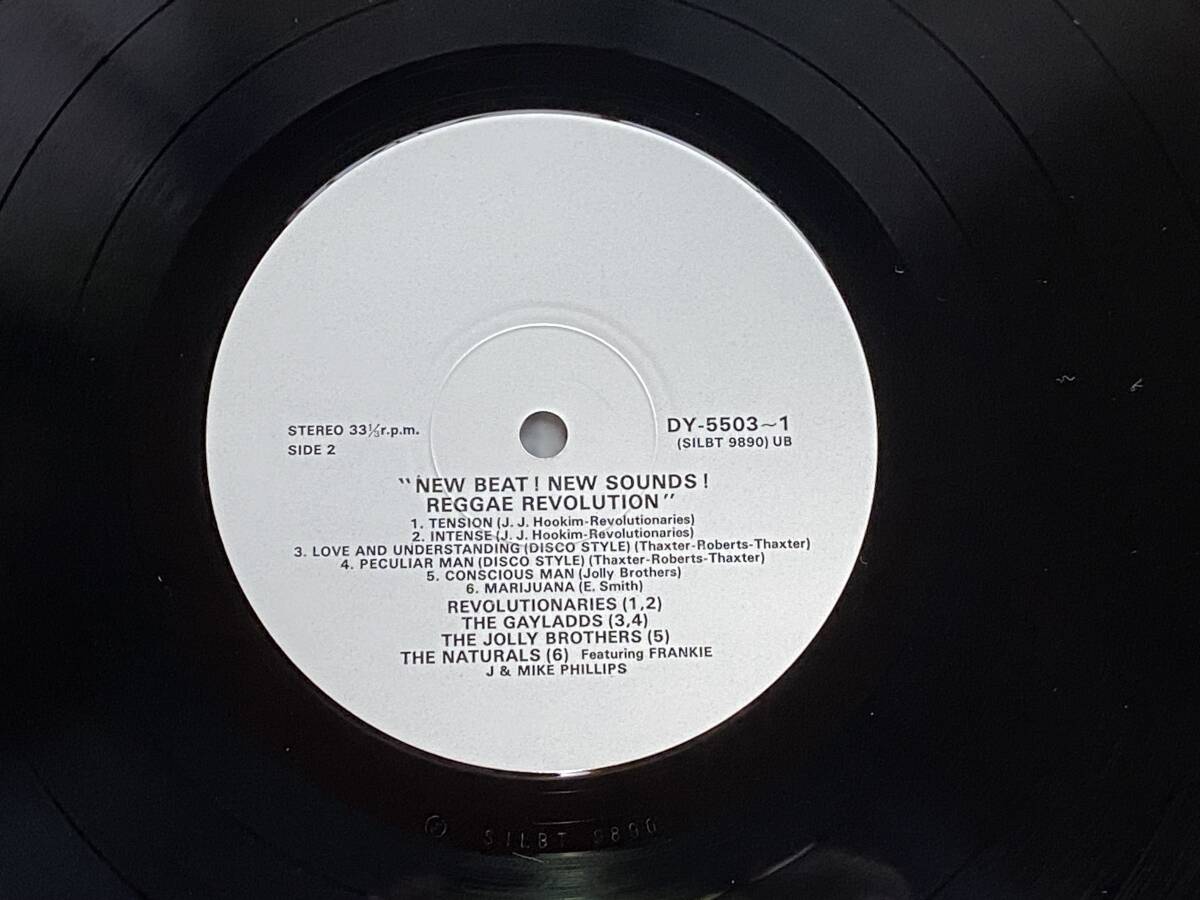 STEREO 33⅓r.p.m.
SIDE 2
DY-5503~1
(SILBT 9890) UB
"NEW BEAT! NEW SOUNDS!
REGGAE REVOLUTION"
1. TENSION (J. J. Hookim-Revolutionaries)
2. INTENSE (J. J. Hookim-Revolutionaries)
3. LOVE AND UNDERSTANDING (DISCO STYLE) (Thaxter-Roberts-Thaxter)
4. PECULIAR MAN (DISCO STYLE) (Thaxter-Roberts-Thaxter)
5. CONSCIOUS MAN (Jolly Brothers)
6. MARIJUANA (E. Smith)
REVOLUTIONARIES (1,2)
THE GAYLADDS (3,4)
THE JOLLY BROTHERS (5)
THE NATURALS (6) Featuring FRANKIE
J & MIKE PHILLIPS
SILBT 9890